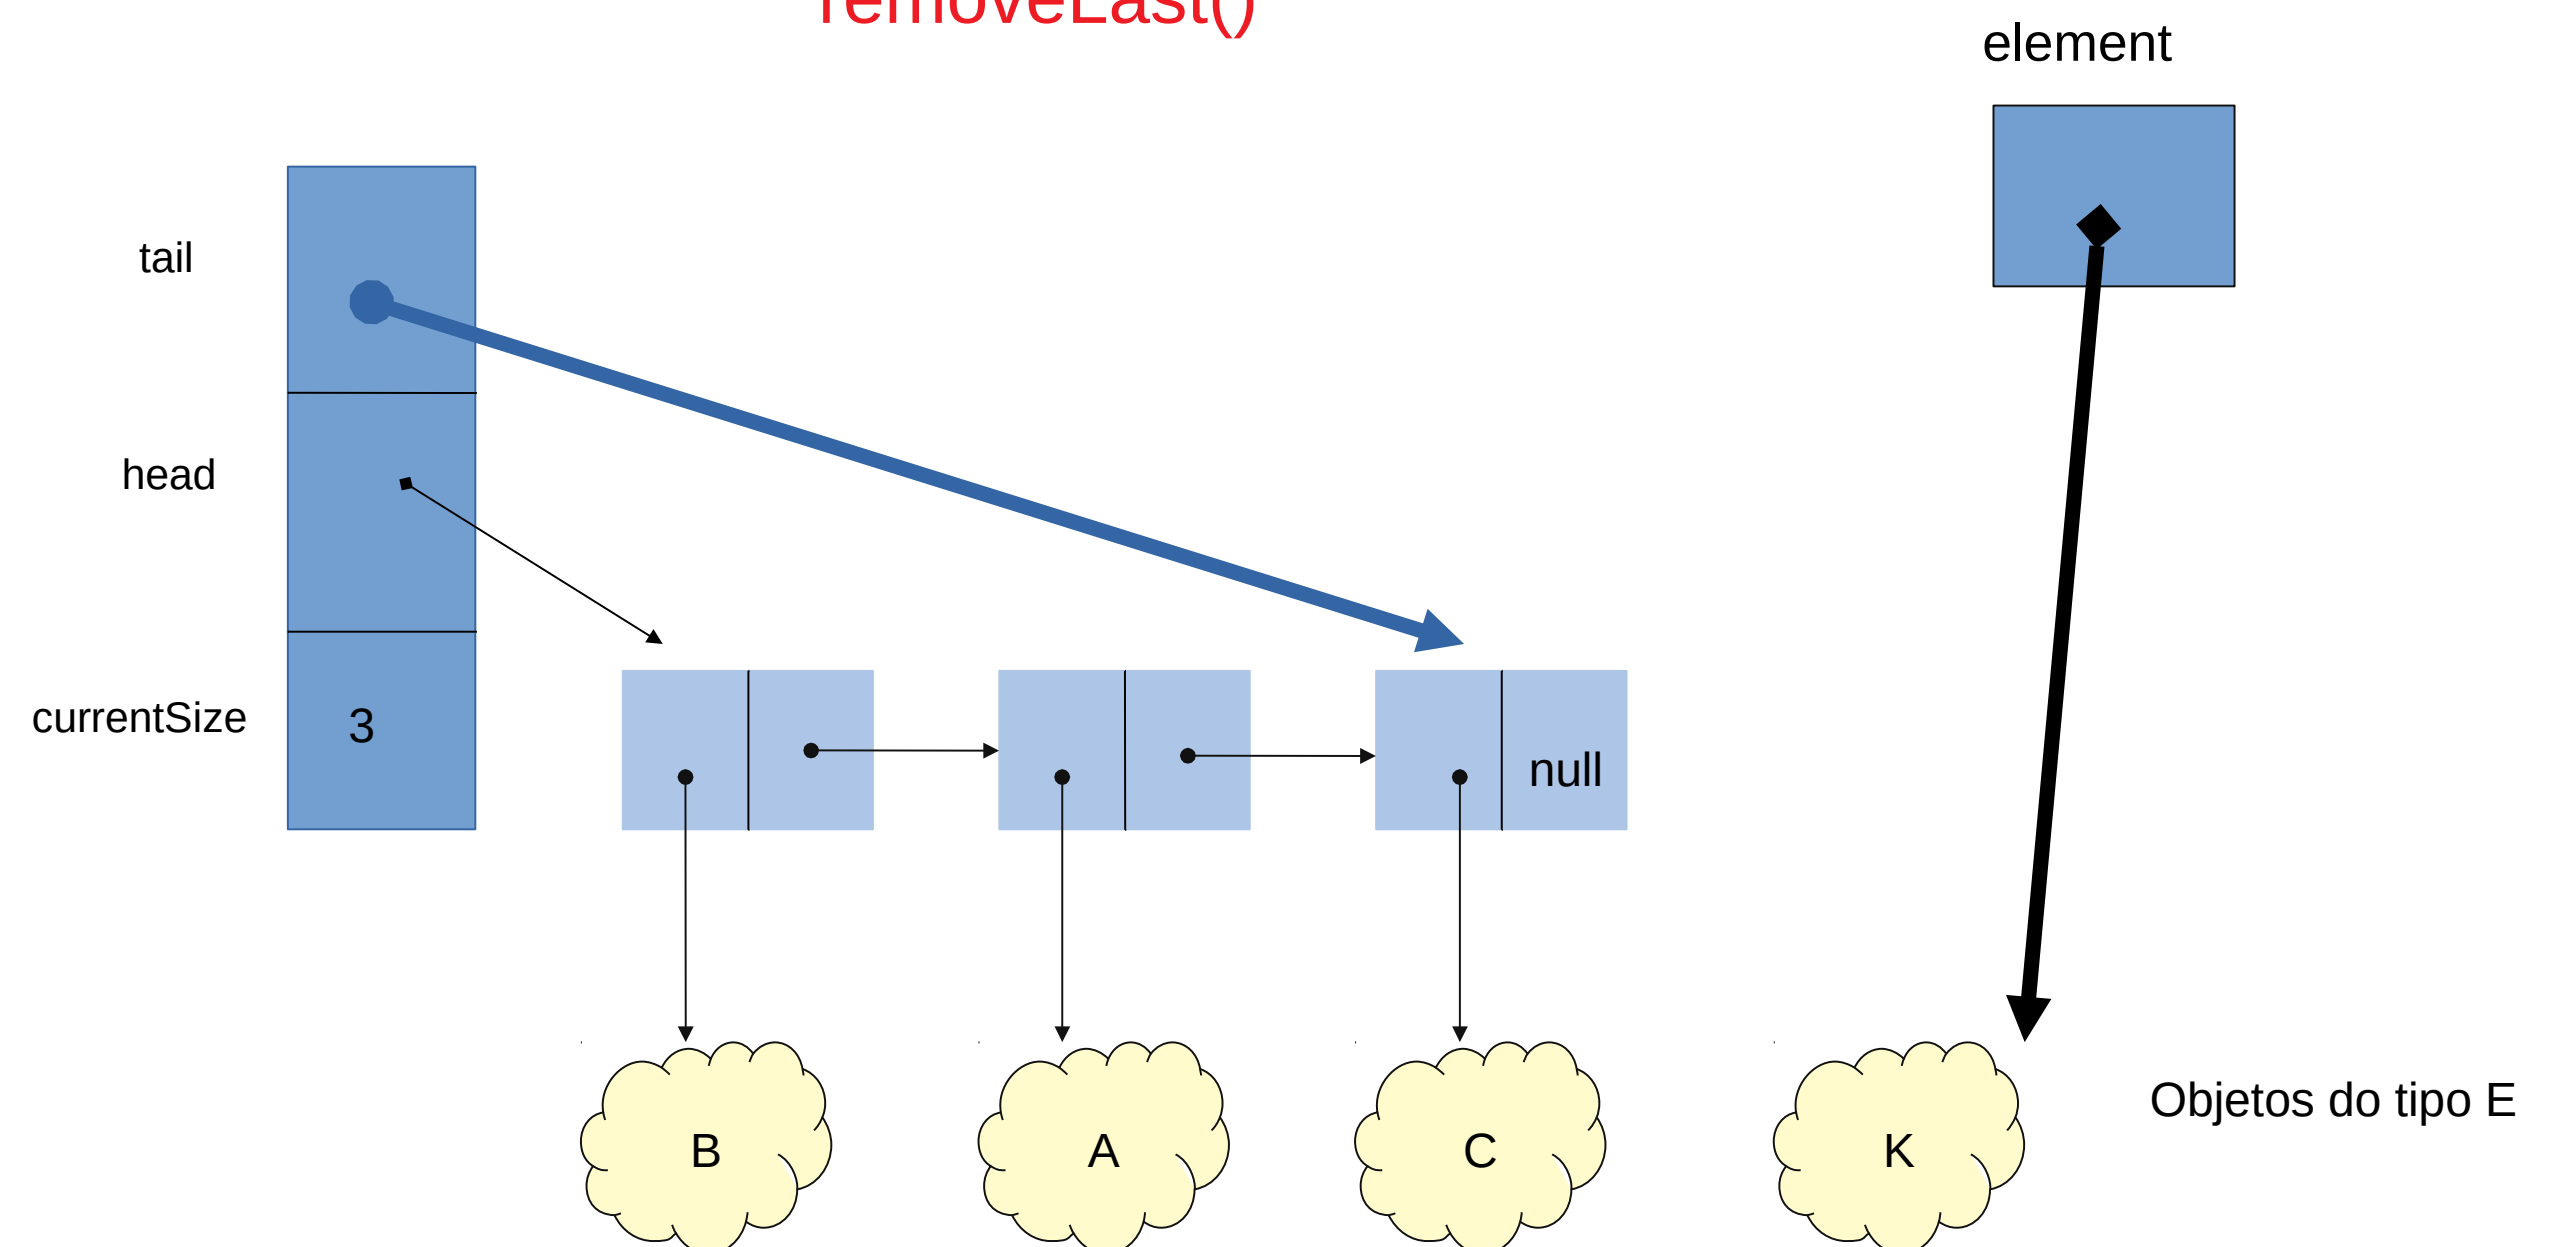 removeLast()
element
tail
head
currentSize
3
null
B
A
C
K
Objetos do tipo E